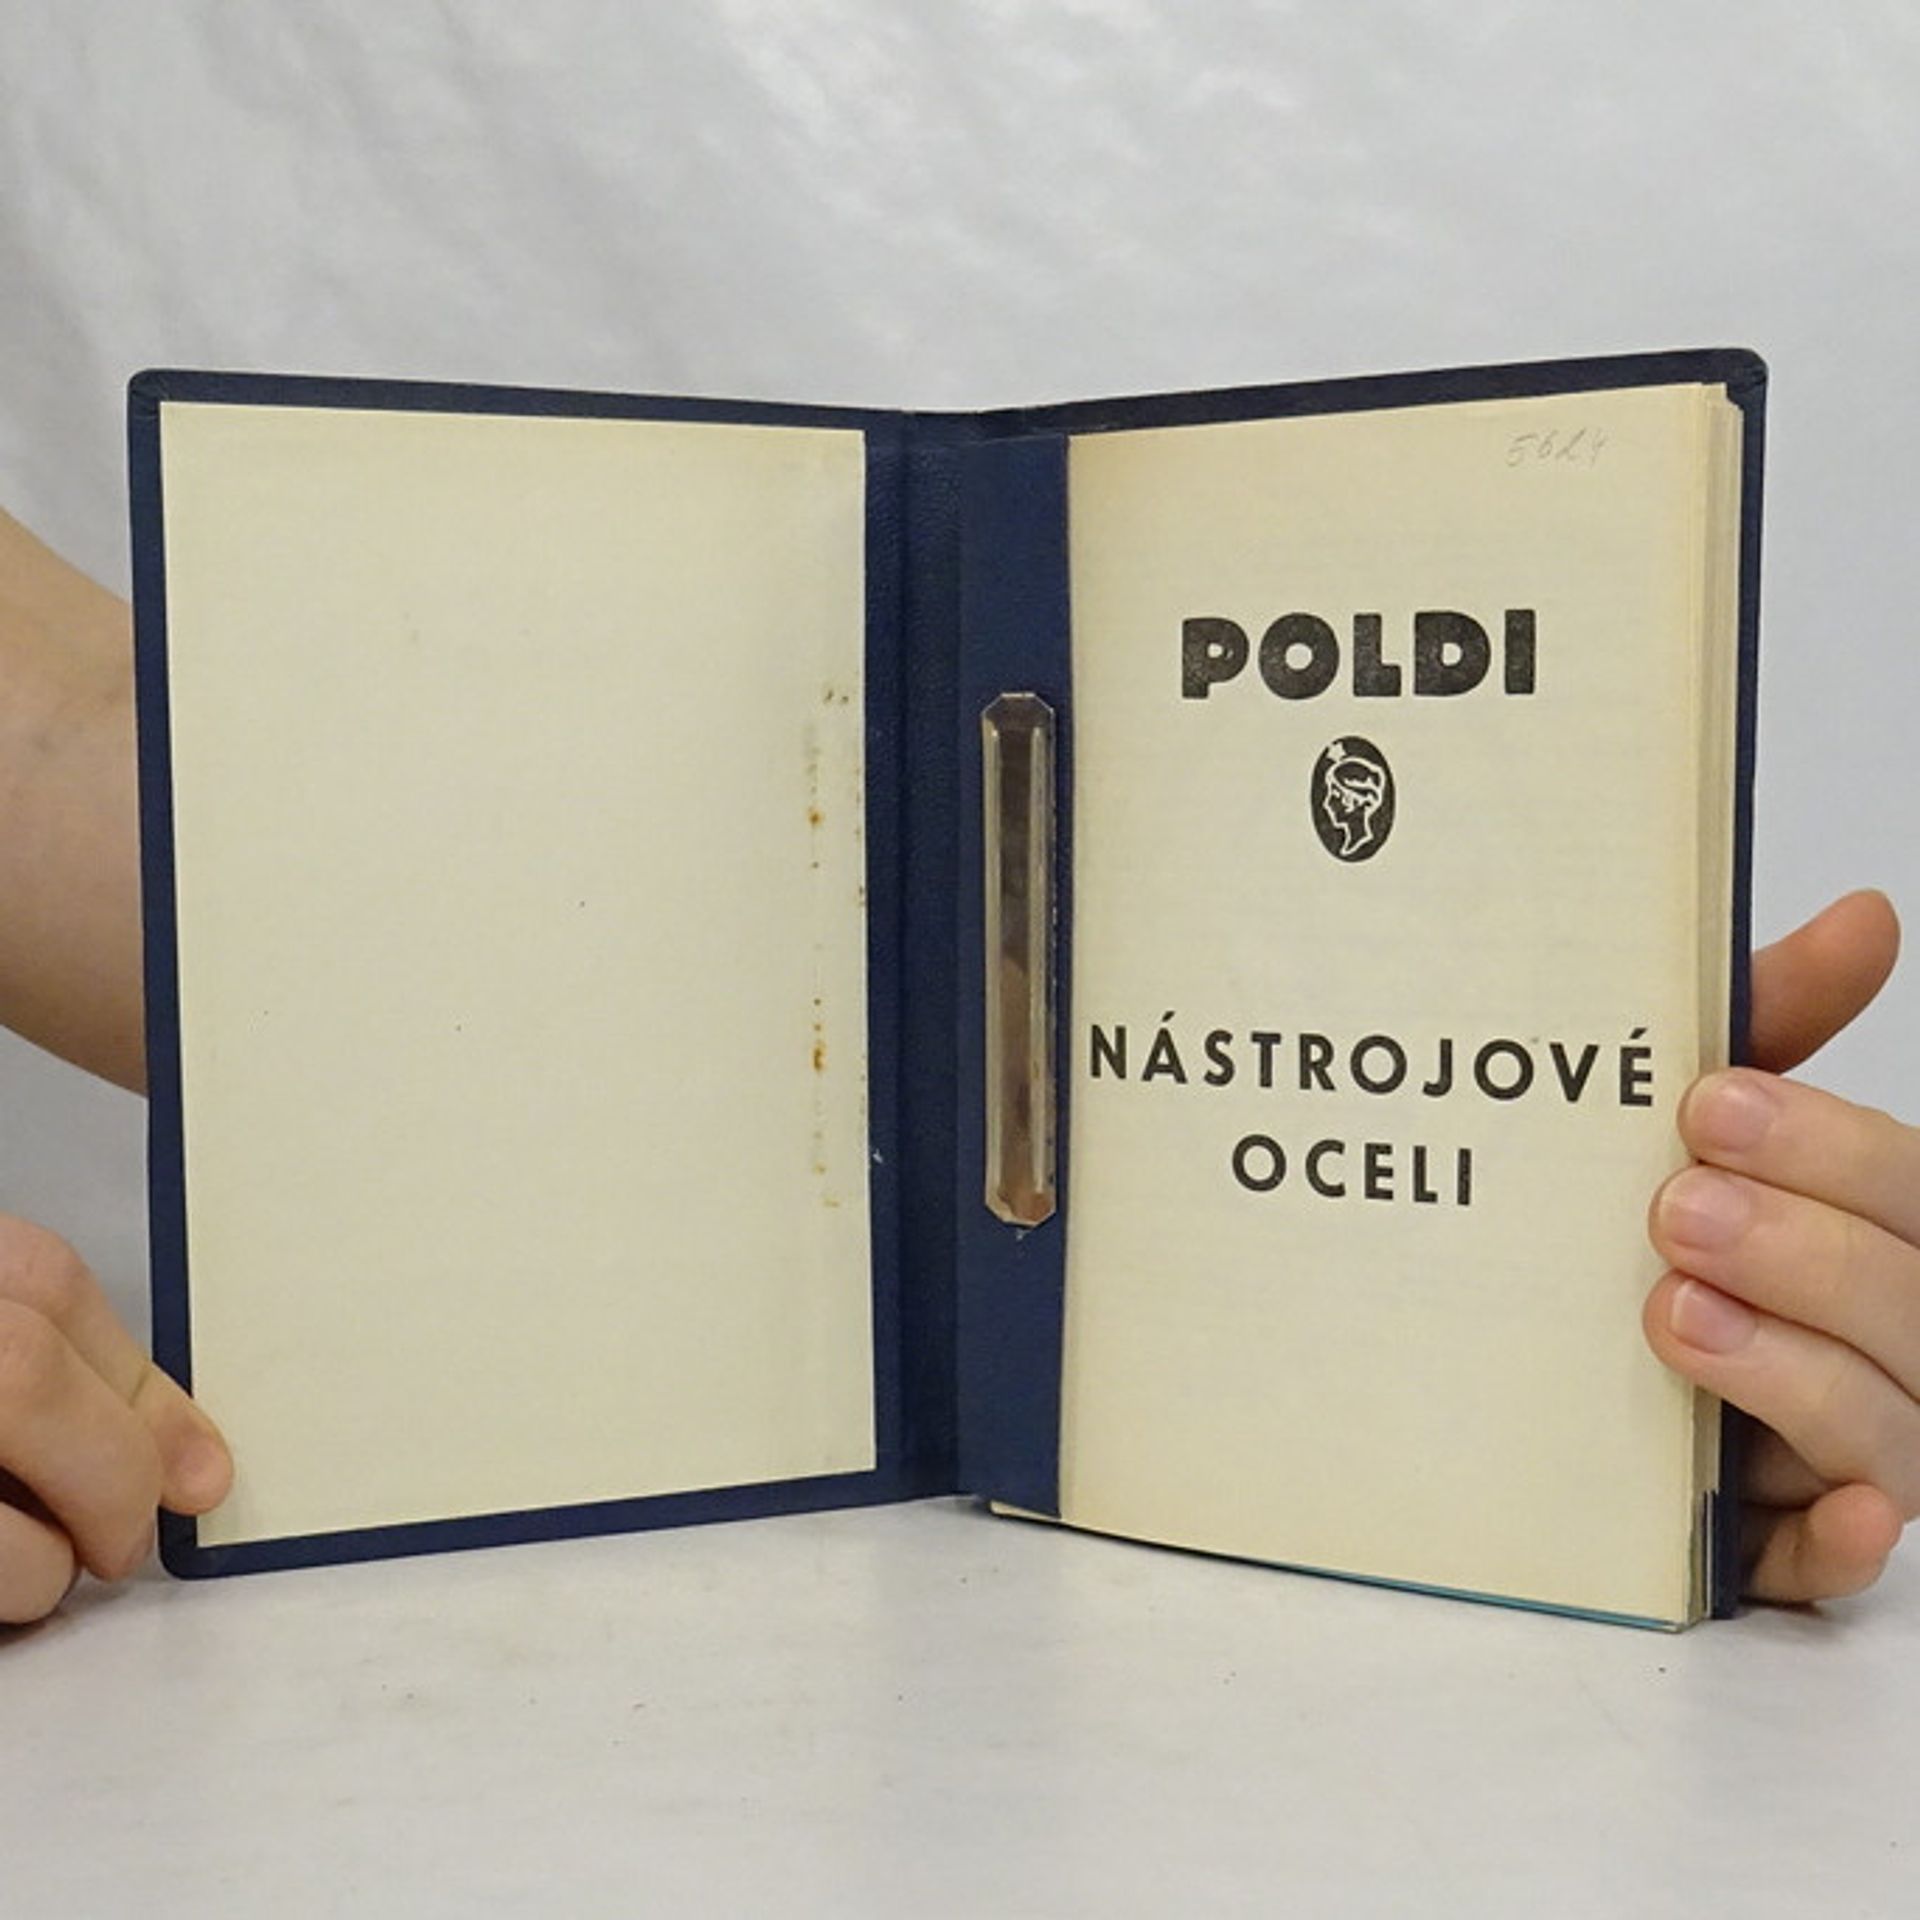 5624
POLDI
NÁSTROJOVÉ
OCELI